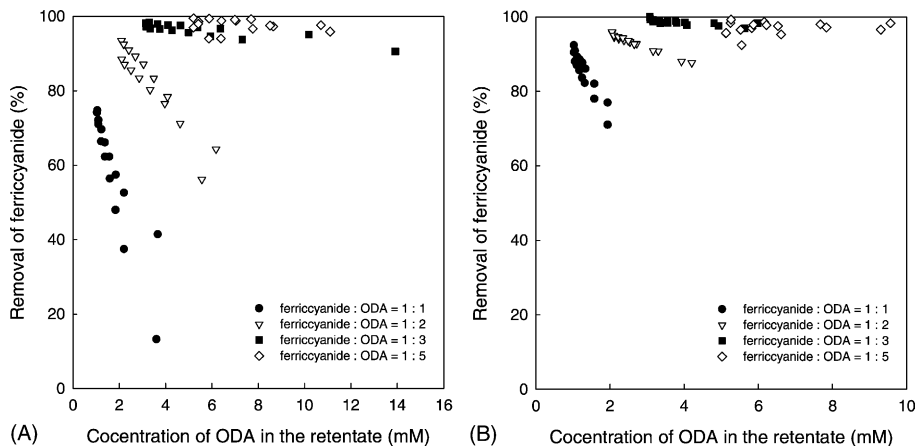 100
80
60
40
20
0
Removal of ferriccyanide (%)
ferriccyanide : ODA = 1 : 1
ferriccyanide : ODA = 1 : 2
ferriccyanide : ODA = 1 : 3
ferriccyanide : ODA = 1 : 5
0 2 4 6 8 10 12 14 16
(A) Cocentration of ODA in the retentate (mM)
100
80
60
40
20
0
Removal of ferriccyanide (%)
ferriccyanide : ODA = 1 : 1
ferriccyanide : ODA = 1 : 2
ferriccyanide : ODA = 1 : 3
ferriccyanide : ODA = 1 : 5
0 2 4 6 8 10
(B) Cocentration of ODA in the retentate (mM)